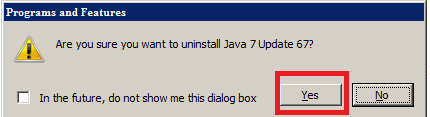 Programs and Features
Are you sure you want to uninstall Java 7 Update 67?
In the future, do not show me this dialog box
Yes
No